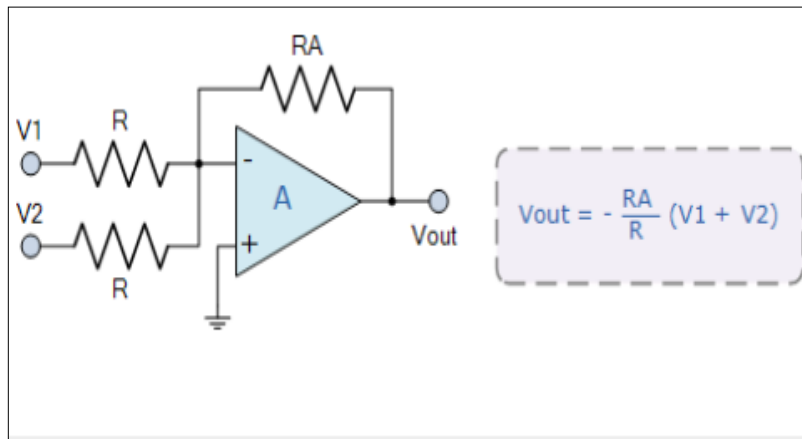 RA
V1
R
-
A
V2
+
R
Vout
Vout = - RA/R (V1 + V2)